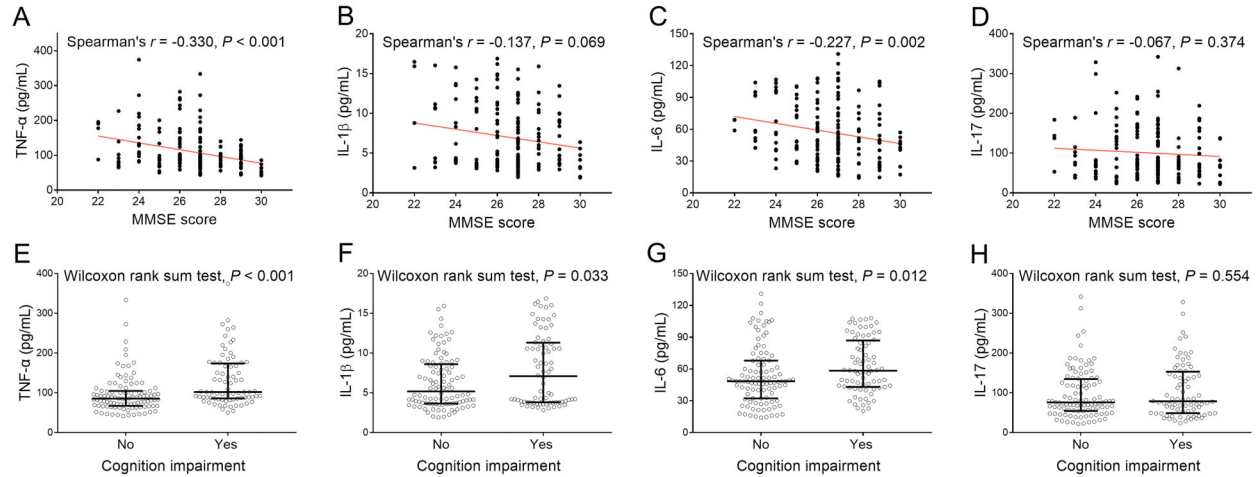 A
Spearman's r = -0.330, P < 0.001
TNF-α (pg/mL)
400
300
200
100
0
20 22 24 26 28 30
MMSE score
B
Spearman's r = -0.137, P = 0.069
IL-1β (pg/mL)
20
15
10
5
0
20 22 24 26 28 30
MMSE score
C
Spearman's r = -0.227, P = 0.002
IL-6 (pg/mL)
150
120
90
60
30
0
20 22 24 26 28 30
MMSE score
D
Spearman's r = -0.067, P = 0.374
IL-17 (pg/mL)
400
300
200
100
0
20 22 24 26 28 30
MMSE score
E
Wilcoxon rank sum test, P < 0.001
TNF-α (pg/mL)
400
300
200
100
0
No Yes
Cognition impairment
F
Wilcoxon rank sum test, P = 0.033
IL-1β (pg/mL)
20
15
10
5
0
No Yes
Cognition impairment
G
Wilcoxon rank sum test, P = 0.012
IL-6 (pg/mL)
150
120
90
60
30
0
No Yes
Cognition impairment
H
Wilcoxon rank sum test, P = 0.554
IL-17 (pg/mL)
400
300
200
100
0
No Yes
Cognition impairment